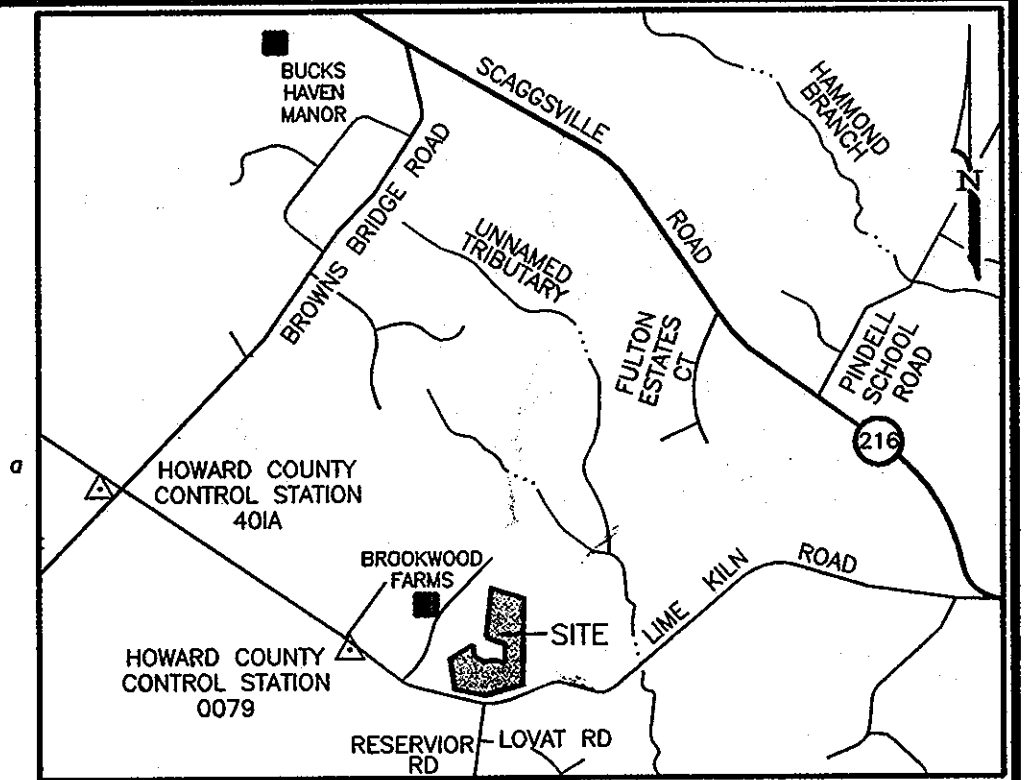 BUCKS
HAVEN
MANOR
SCAGGSVILLE
ROAD
HAMMOND
BRANCH
N
BROWNS BRIDGE ROAD
UNNAMED
TRIBUTARY
FULTON
ESTATES
CT
PINDELL
SCHOOL
ROAD
216
a
HOWARD COUNTY
CONTROL STATION
401A
BROOKWOOD
FARMS
SITE
LIME KILN ROAD
HOWARD COUNTY
CONTROL STATION
0079
RESERVIOR
RD
LOVAT RD